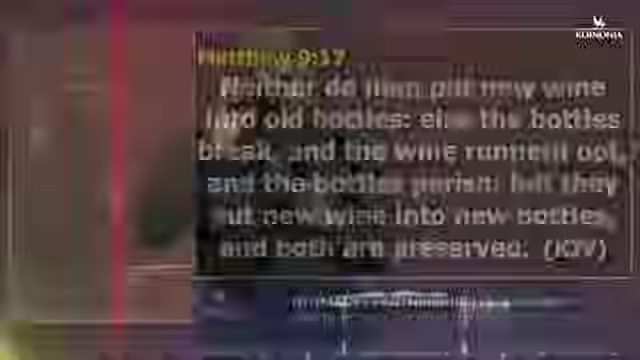 KOINONIA
Matthew 9:17
Neither do men put new wine
into old bottles: else the bottles
break, and the wine runneth out,
and the bottles perish: but they
put new wine into new bottles,
and both are preserved. (KJV)